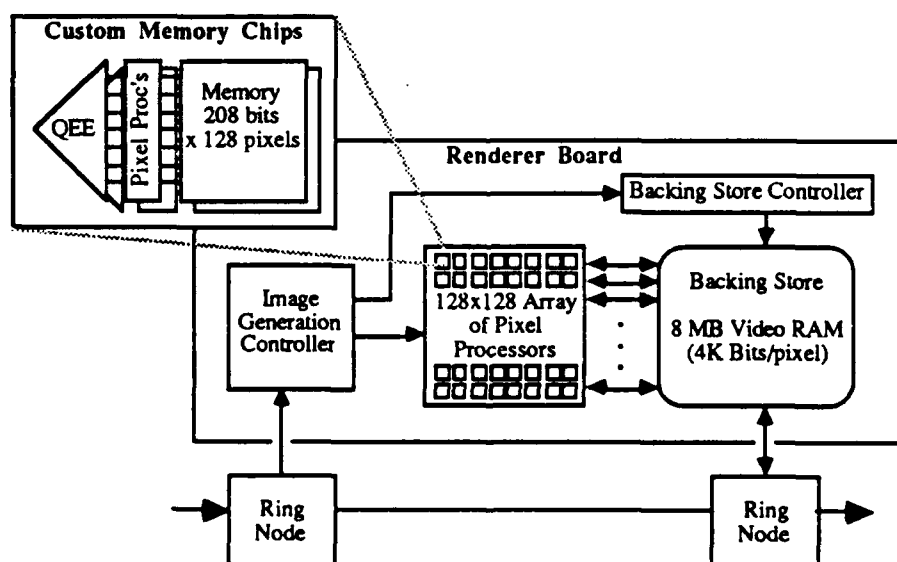 Custom Memory Chips
QEE
Pixel Proc's
Memory
208 bits
x 128 pixels
Renderer Board
Backing Store Controller
Image
Generation
Controller
128x128 Array
of Pixel
Processors
Backing Store
8 MB Video RAM
(4K Bits/pixel)
Ring
Node
Ring
Node